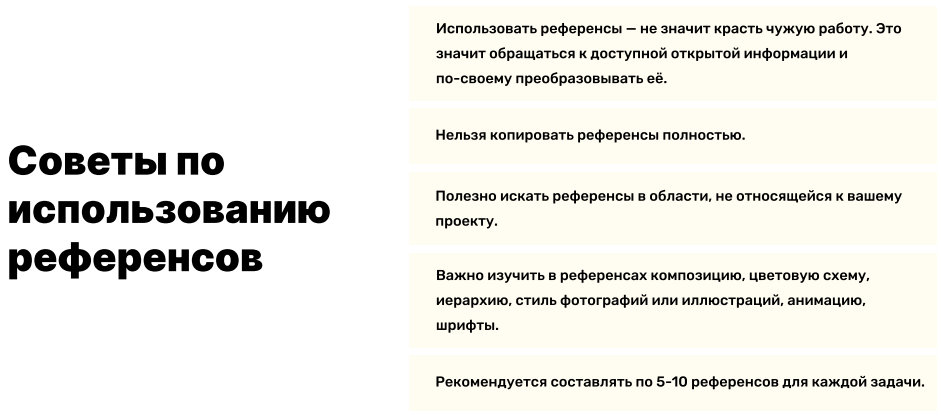 Советы по
использованию
референсов
Использовать референсы — не значит красть чужую работу. Это
значит обращаться к доступной открытой информации и
по-своему преобразовывать её.
Нельзя копировать референсы полностью.
Полезно искать референсы в области, не относящейся к вашему
проекту.
Важно изучить в референсах композицию, цветовую схему,
иерархию, стиль фотографий или иллюстраций, анимацию,
шрифты.
Рекомендуется составлять по 5-10 референсов для каждой задачи.